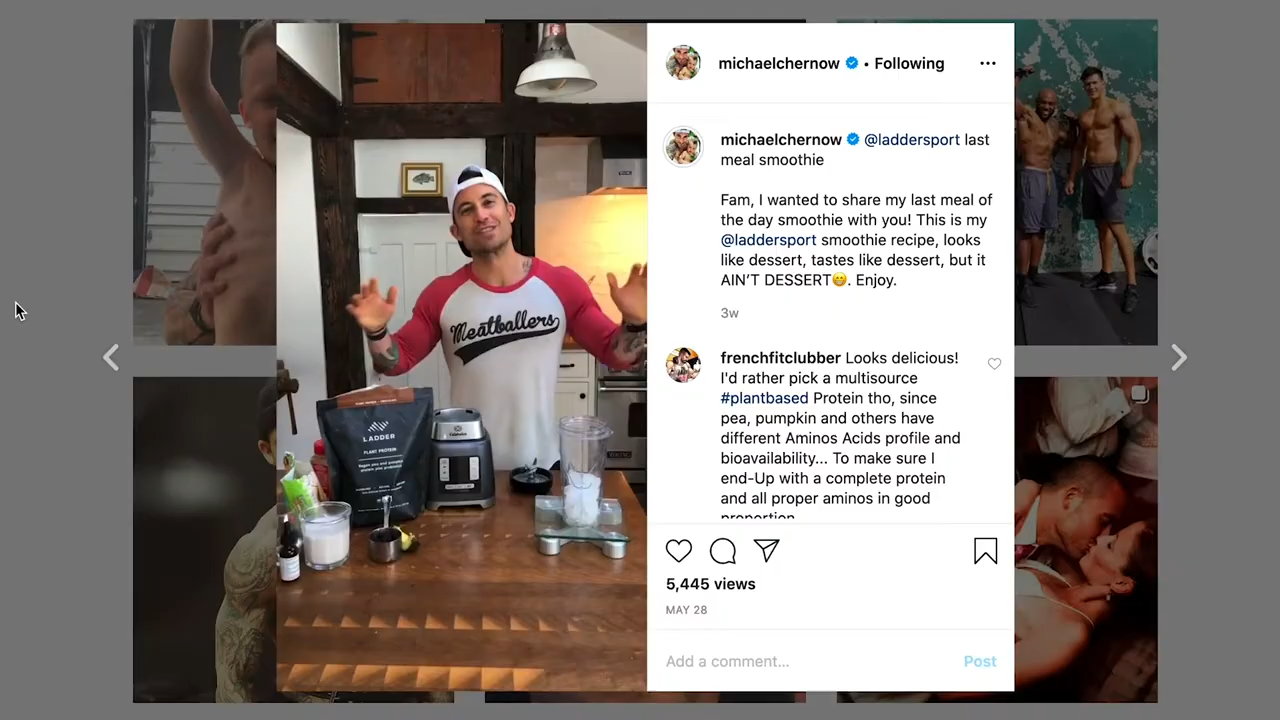 michaelchernow • Following
michaelchernow @laddersport last
meal smoothie
Fam, I wanted to share my last meal of
the day smoothie with you! This is my
@laddersport smoothie recipe, looks
like dessert, tastes like dessert, but it
AIN’T DESSERT😁. Enjoy.
3w
frenchfitclubber Looks delicious!
I'd rather pick a multisource
#plantbased Protein tho, since
pea, pumpkin and others have
different Aminos Acids profile and
bioavailability... To make sure I
end-Up with a complete protein
and all proper aminos in good
proportion
5,445 views
MAY 28
Add a comment...
Post
Meatballers
LADDER
PLANT PROTEIN